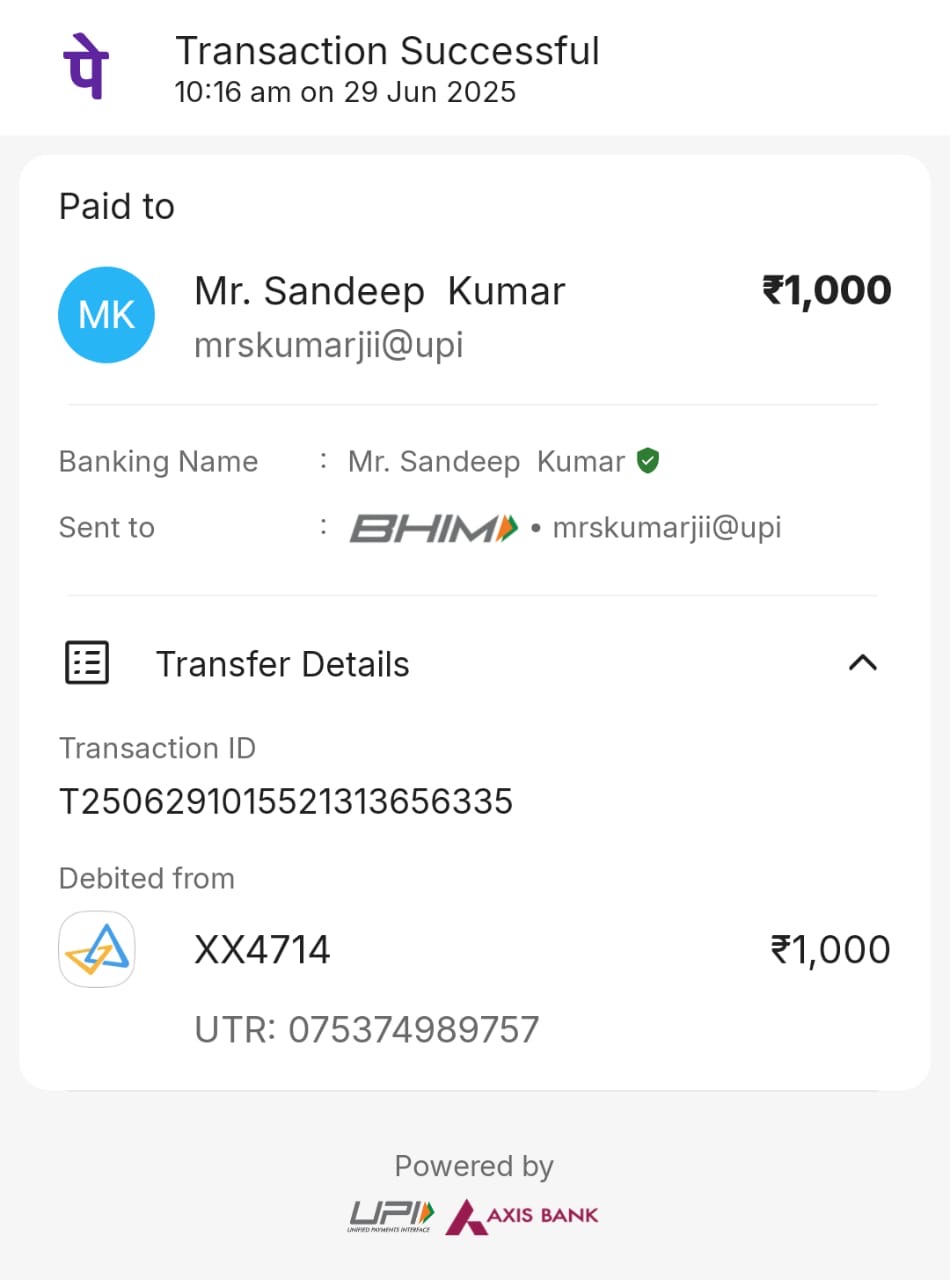 पे
Transaction Successful
10:16 am on 29 Jun 2025
Paid to
MK
Mr. Sandeep  Kumar ₹1,000
mrskumarjii@upi
Banking Name : Mr. Sandeep  Kumar
Sent to : BHIM • mrskumarjii@upi
Transfer Details
Transaction ID
T2506291015521313656335
Debited from
XX4714 ₹1,000
UTR: 075374989757
Powered by
UPI AXIS BANK
UNIFIED PAYMENTS INTERFACE